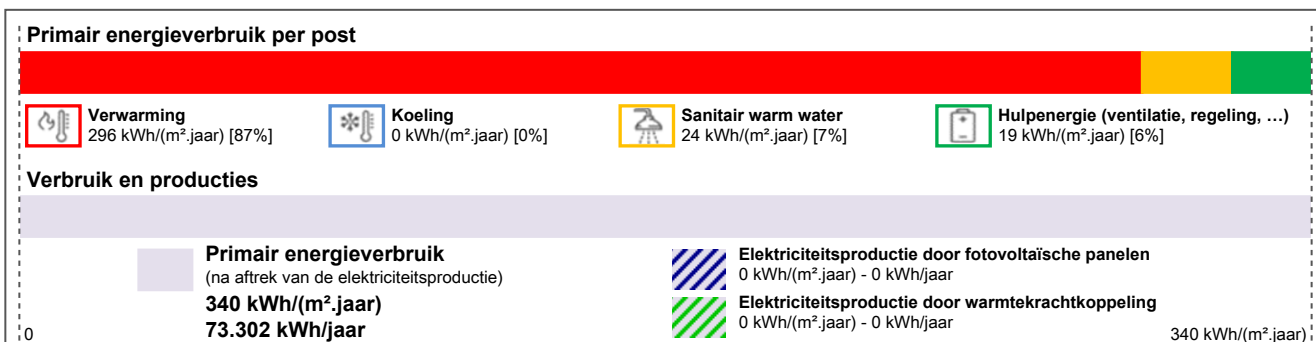 Primair energieverbruik per post
Verwarming
296 kWh/(m².jaar) [87%]
Koeling
0 kWh/(m².jaar) [0%]
Sanitair warm water
24 kWh/(m².jaar) [7%]
Hulpenergie (ventilatie, regeling, …)
19 kWh/(m².jaar) [6%]
Verbruik en producties
Primair energieverbruik
(na aftrek van de elektriciteitsproductie)
340 kWh/(m².jaar)
73.302 kWh/jaar
Elektriciteitsproductie door fotovoltaïsche panelen
0 kWh/(m².jaar) - 0 kWh/jaar
Elektriciteitsproductie door warmtekrachtkoppeling
0 kWh/(m².jaar) - 0 kWh/jaar
0
340 kWh/(m².jaar)